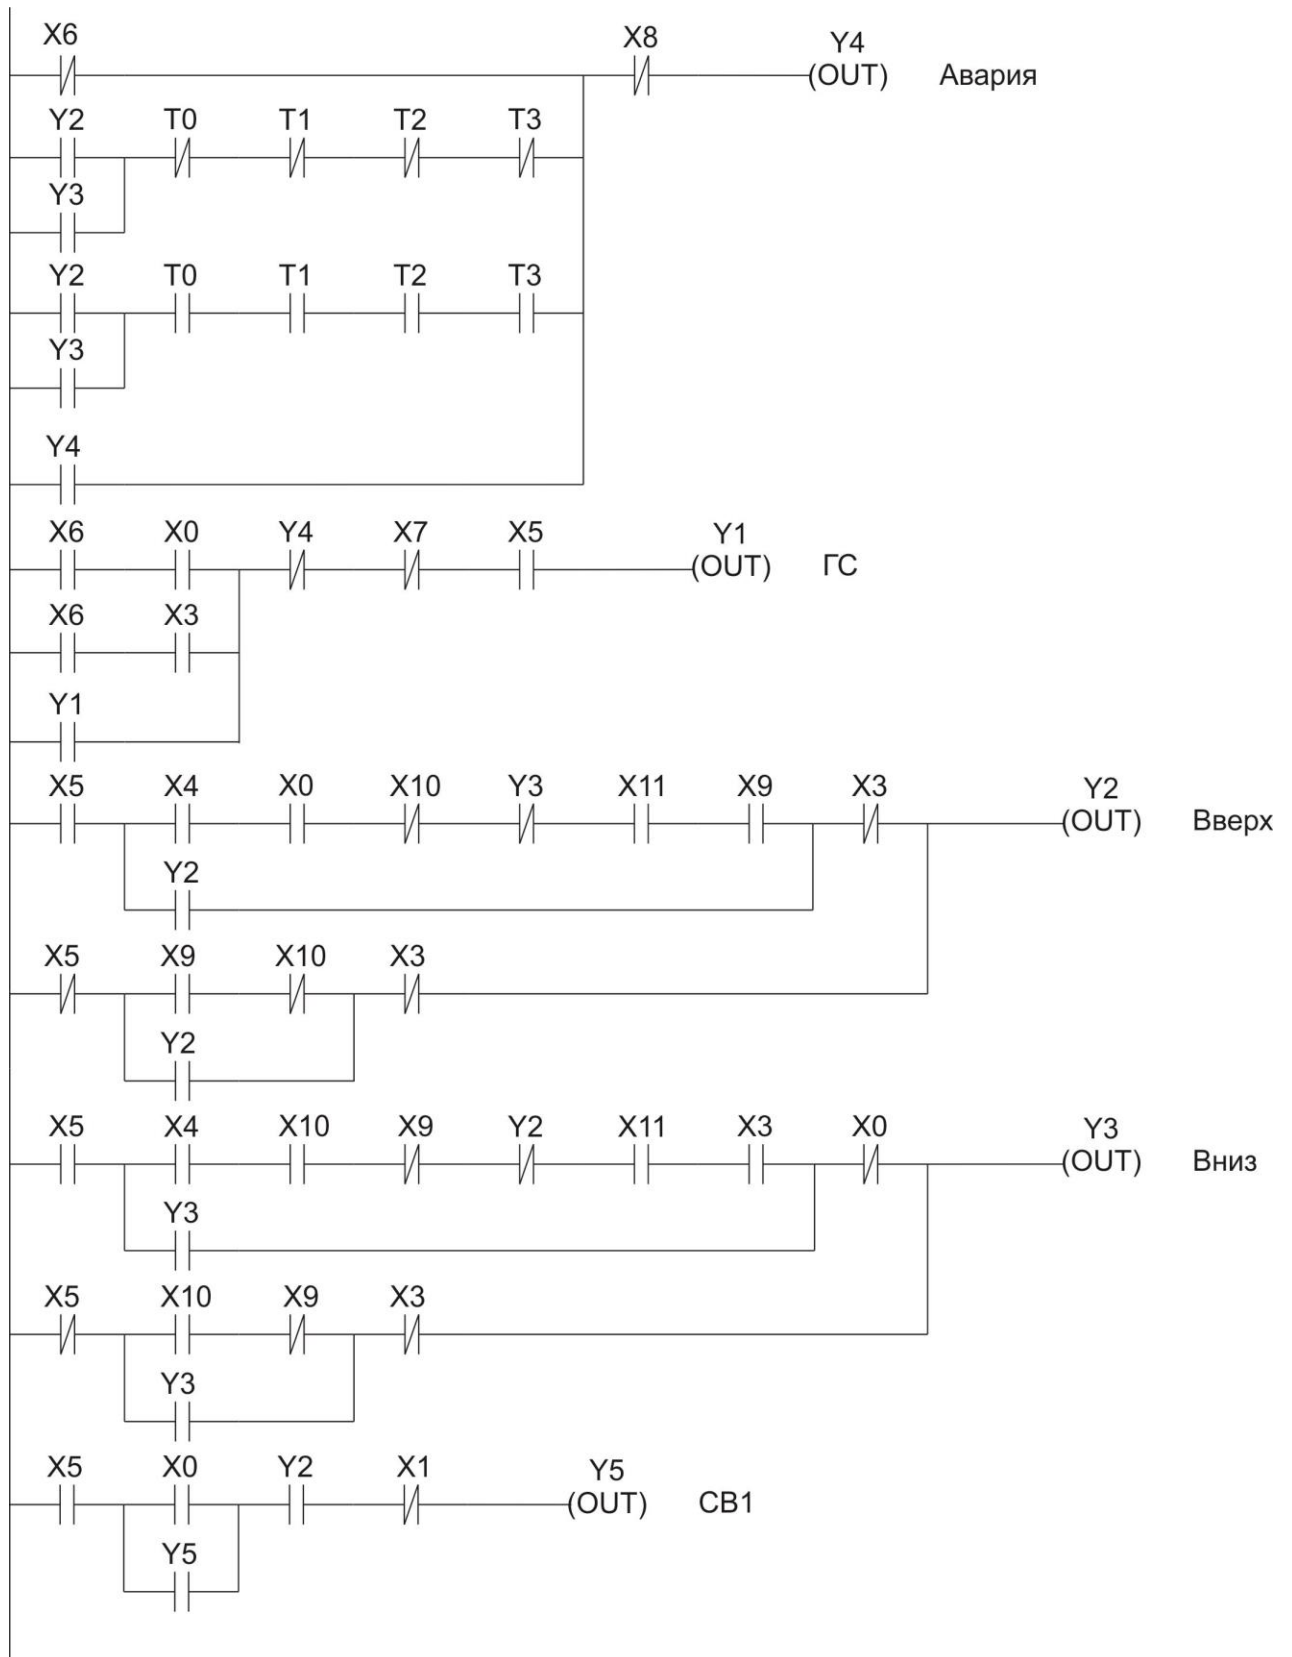 X6 X8 Y4
(OUT) Авария
Y2 T0 T1 T2 T3
Y3
Y2 T0 T1 T2 T3
Y3
Y4
X6 X0 Y4 X7 X5 Y1
(OUT) ГС
X6 X3
Y1
X5 X4 X0 X10 Y3 X11 X9 X3 Y2
(OUT) Вверх
Y2
X5 X9 X10 X3
Y2
X5 X4 X10 X9 Y2 X11 X3 X0 Y3
(OUT) Вниз
Y3
X5 X10 X9 X3
Y3
X5 X0 Y2 X1 Y5
(OUT) СВ1
Y5